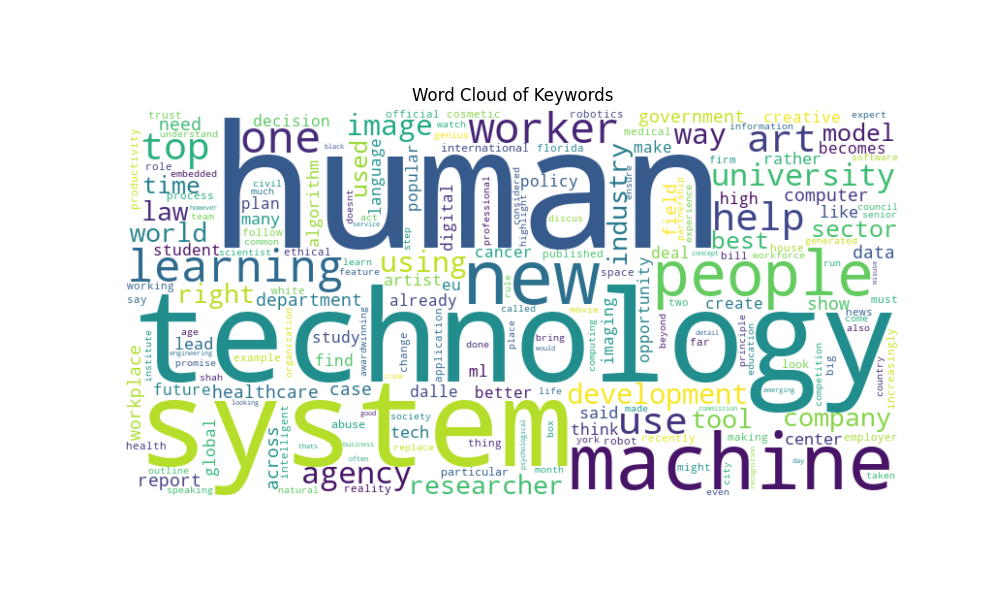 Word Cloud of Keywords
trust need understand top productivity role embedded time process law many world follow team common student scientist ethical
decision one black human civil much plan
official cosmetic image watch worker robotics genius international florida
government creative expert medical information way make art model becomes
used algorithm language popular doesnt act service step digital professional considered highlight policy discus industry ensure
firm rather software university field partnership experience computer high help like council senior sector
however learning working say right department white artist using learn feature eu already
cancer published new space people deal best concept bill house workforce generated data run show misuse must
technology institute age lead engineering promise shah example organization study find change awardwinning application done ml place called rule bring would movie computing imaging opportunity two beyond far detail create principle education look competition big news come also country increasingly emerging
workplace future healthcare case dalle better life development
system looking trade good society abuse tech replace thing box psychological
said made think use tool commission company
health global across intelligent thats business often york robot recently making center employer
outline report speaking natural agency reality particular researcher month machine might even city recognition day taken